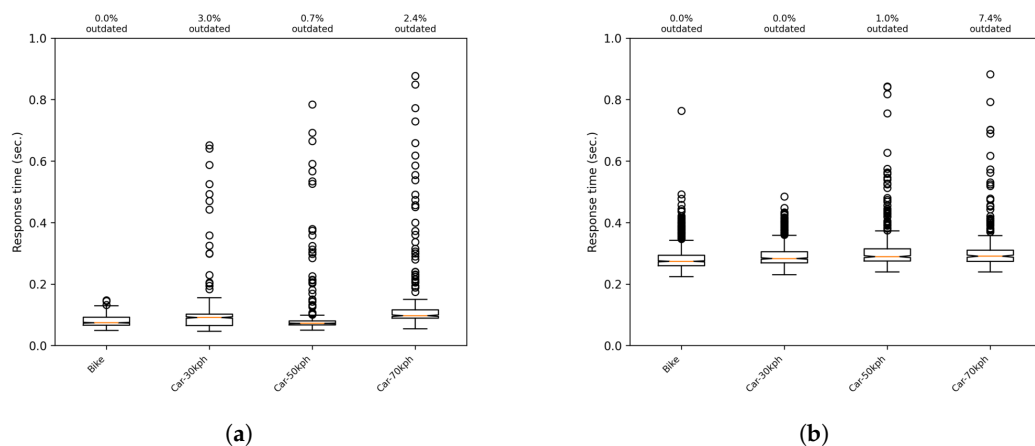 0.0% 3.0% 0.7% 2.4%
outdated outdated outdated outdated
1.0
0.8
0.6
0.4
0.2
0.0
Response time (sec.)
Bike Car-30kph Car-50kph Car-70kph
(a)
0.0% 0.0% 1.0% 7.4%
outdated outdated outdated outdated
1.0
0.8
0.6
0.4
0.2
0.0
Response time (sec.)
Bike Car-30kph Car-50kph Car-70kph
(b)